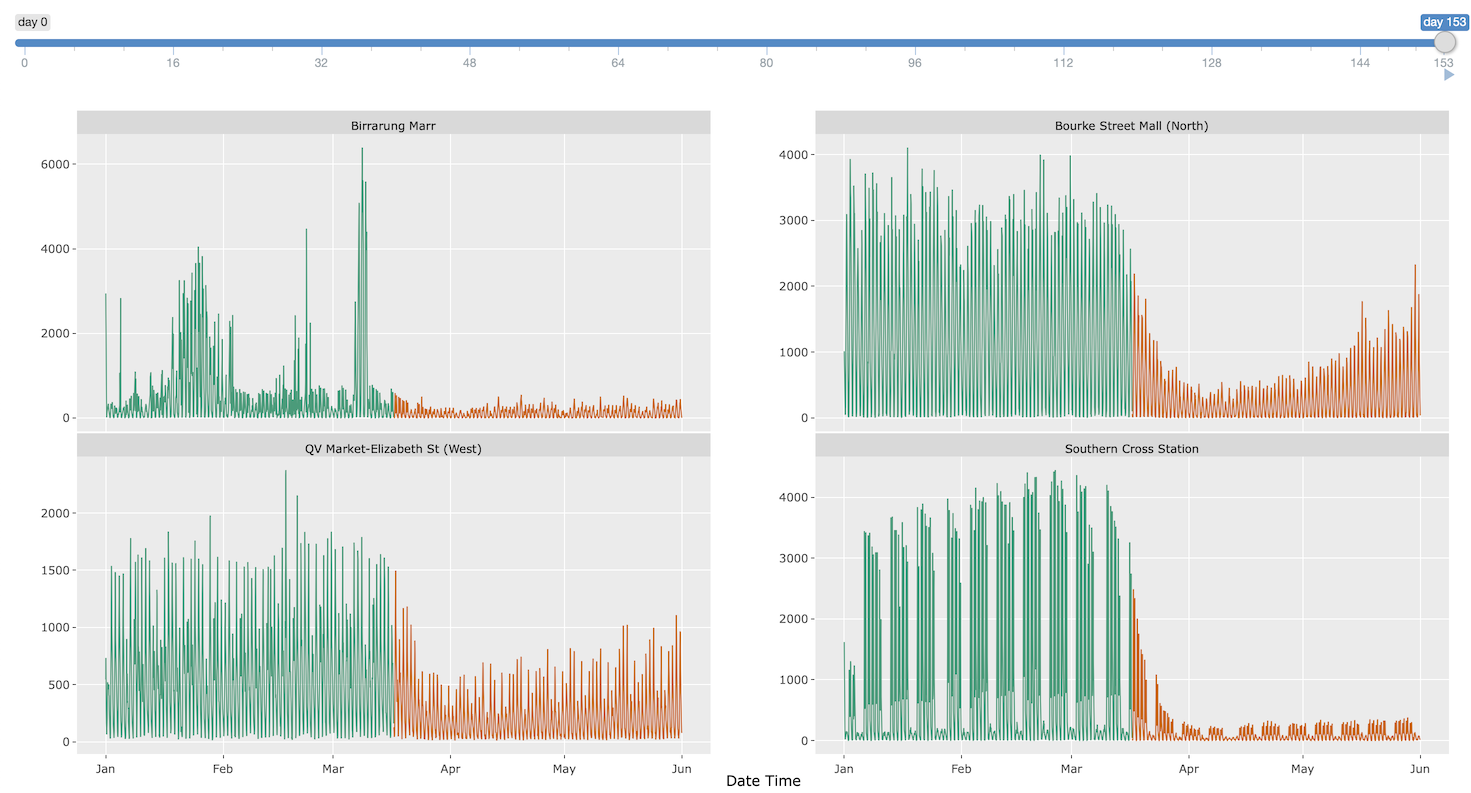 day 0 day 153
0 16 32 48 64 80 96 112 128 144 153
Birrarung Marr
6000
4000
2000
0
Bourke Street Mall (North)
4000
3000
2000
1000
0
QV Market-Elizabeth St (West)
2000
1500
1000
500
0
Southern Cross Station
4000
3000
2000
1000
0
Jan Feb Mar Apr May Jun
Jan Feb Mar Apr May Jun
Date Time